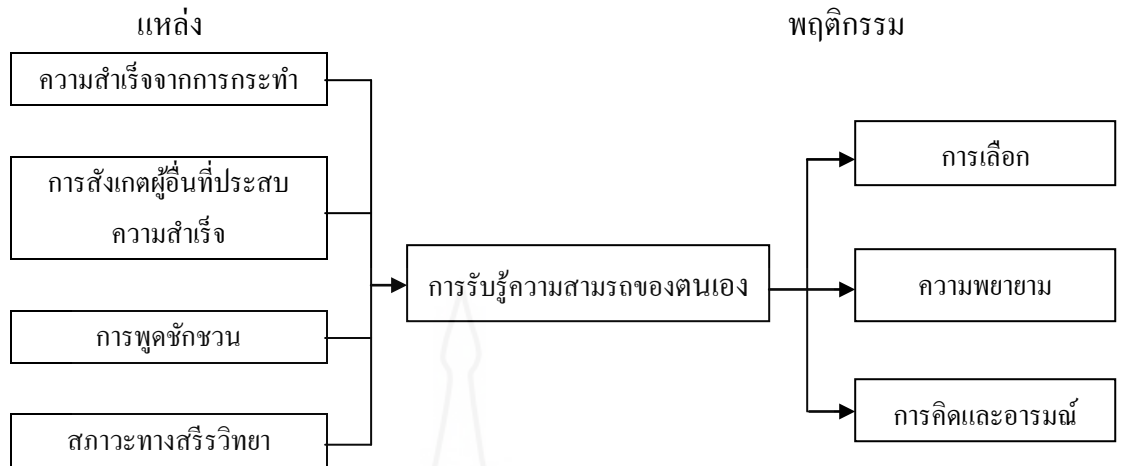 แหล่ง
พฤติกรรม
ความสำเร็จจากการกระทำ
การสังเกตผู้อื่นที่ประสบ
ความสำเร็จ
การพูดชักชวน
สภาวะทางสรีรวิทยา
การรับรู้ความสามรถของตนเอง
การเลือก
ความพยายาม
การคิดและอารมณ์